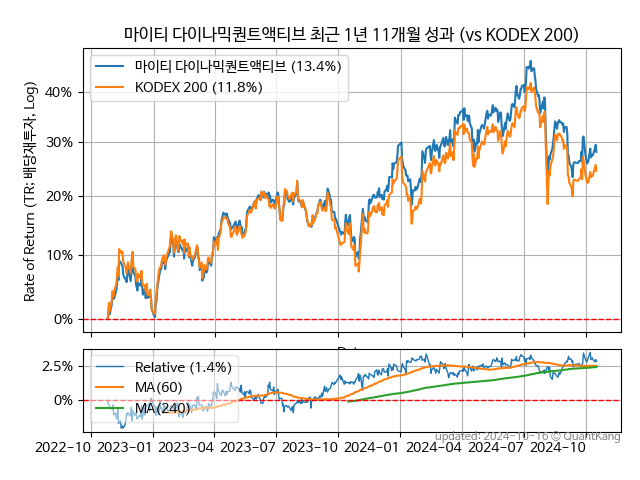 마이티 다이나믹퀀트액티브 최근 1년 11개월 성과 (vs KODEX 200)
마이티 다이나믹퀀트액티브 (13.4%)
KODEX 200 (11.8%)
Rate of Return (TR: 배당재투자, Log)
40%
30%
20%
10%
0%
Relative (1.4%)
MA(60)
MA(240)
2.5%
0%
updated: 2024-10-16 © QuantKang
2022-10 2023-01 2023-04 2023-07 2023-10 2024-01 2024-04 2024-07 2024-10